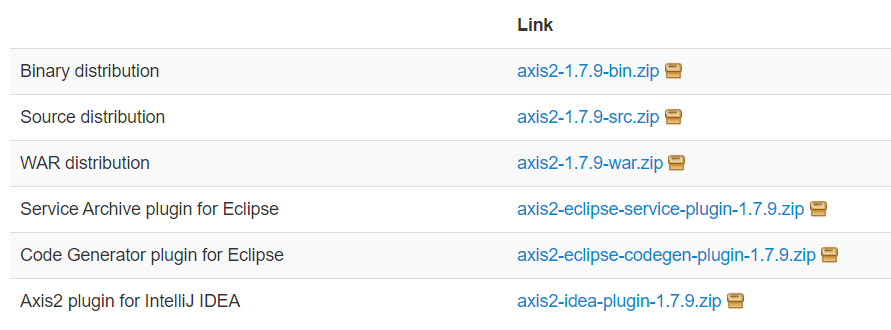 Link
Binary distribution axis2-1.7.9-bin.zip
Source distribution axis2-1.7.9-src.zip
WAR distribution axis2-1.7.9-war.zip
Service Archive plugin for Eclipse axis2-eclipse-service-plugin-1.7.9.zip
Code Generator plugin for Eclipse axis2-eclipse-codegen-plugin-1.7.9.zip
Axis2 plugin for IntelliJ IDEA axis2-idea-plugin-1.7.9.zip